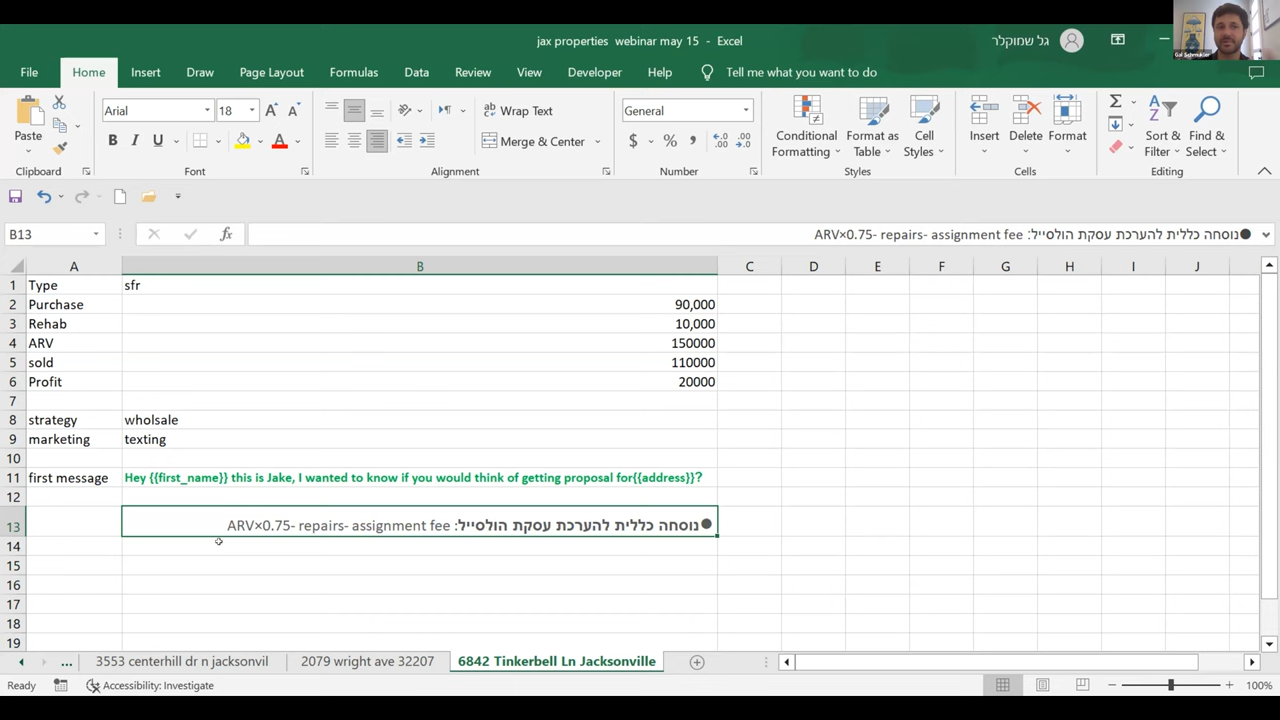 jax properties webinar may 15 - Excel
גל שמוקלר
Gal Schmukler
File Home Insert Draw Page Layout Formulas Data Review View Developer Help Tell me what you want to do
Paste
Arial 18
B I U
Wrap Text
Merge & Center
General
$ % ,
Conditional Formatting
Format as Table
Cell Styles
Insert Delete Format
Sort & Filter
Find & Select
Clipboard Font Alignment Number Styles Cells Editing
B13 fx ●נוסחה כללית להערכת עסקת הולסייל: ARV×0.75- repairs- assignment fee
A B C D E F G H I J
1 Type sfr
2 Purchase 90,000
3 Rehab 10,000
4 ARV 150000
5 sold 110000
6 Profit 20000
7
8 strategy wholsale
9 marketing texting
10
11 first message Hey {{first_name}} this is Jake, I wanted to know if you would think of getting proposal for{{address}}?
12
13 ●נוסחה כללית להערכת עסקת הולסייל: ARV×0.75- repairs- assignment fee
14
15
16
17
18
19
... 3553 centerhill dr n jacksonvil 2079 wright ave 32207 6842 Tinkerbell Ln Jacksonville
Ready Accessibility: Investigate 100%